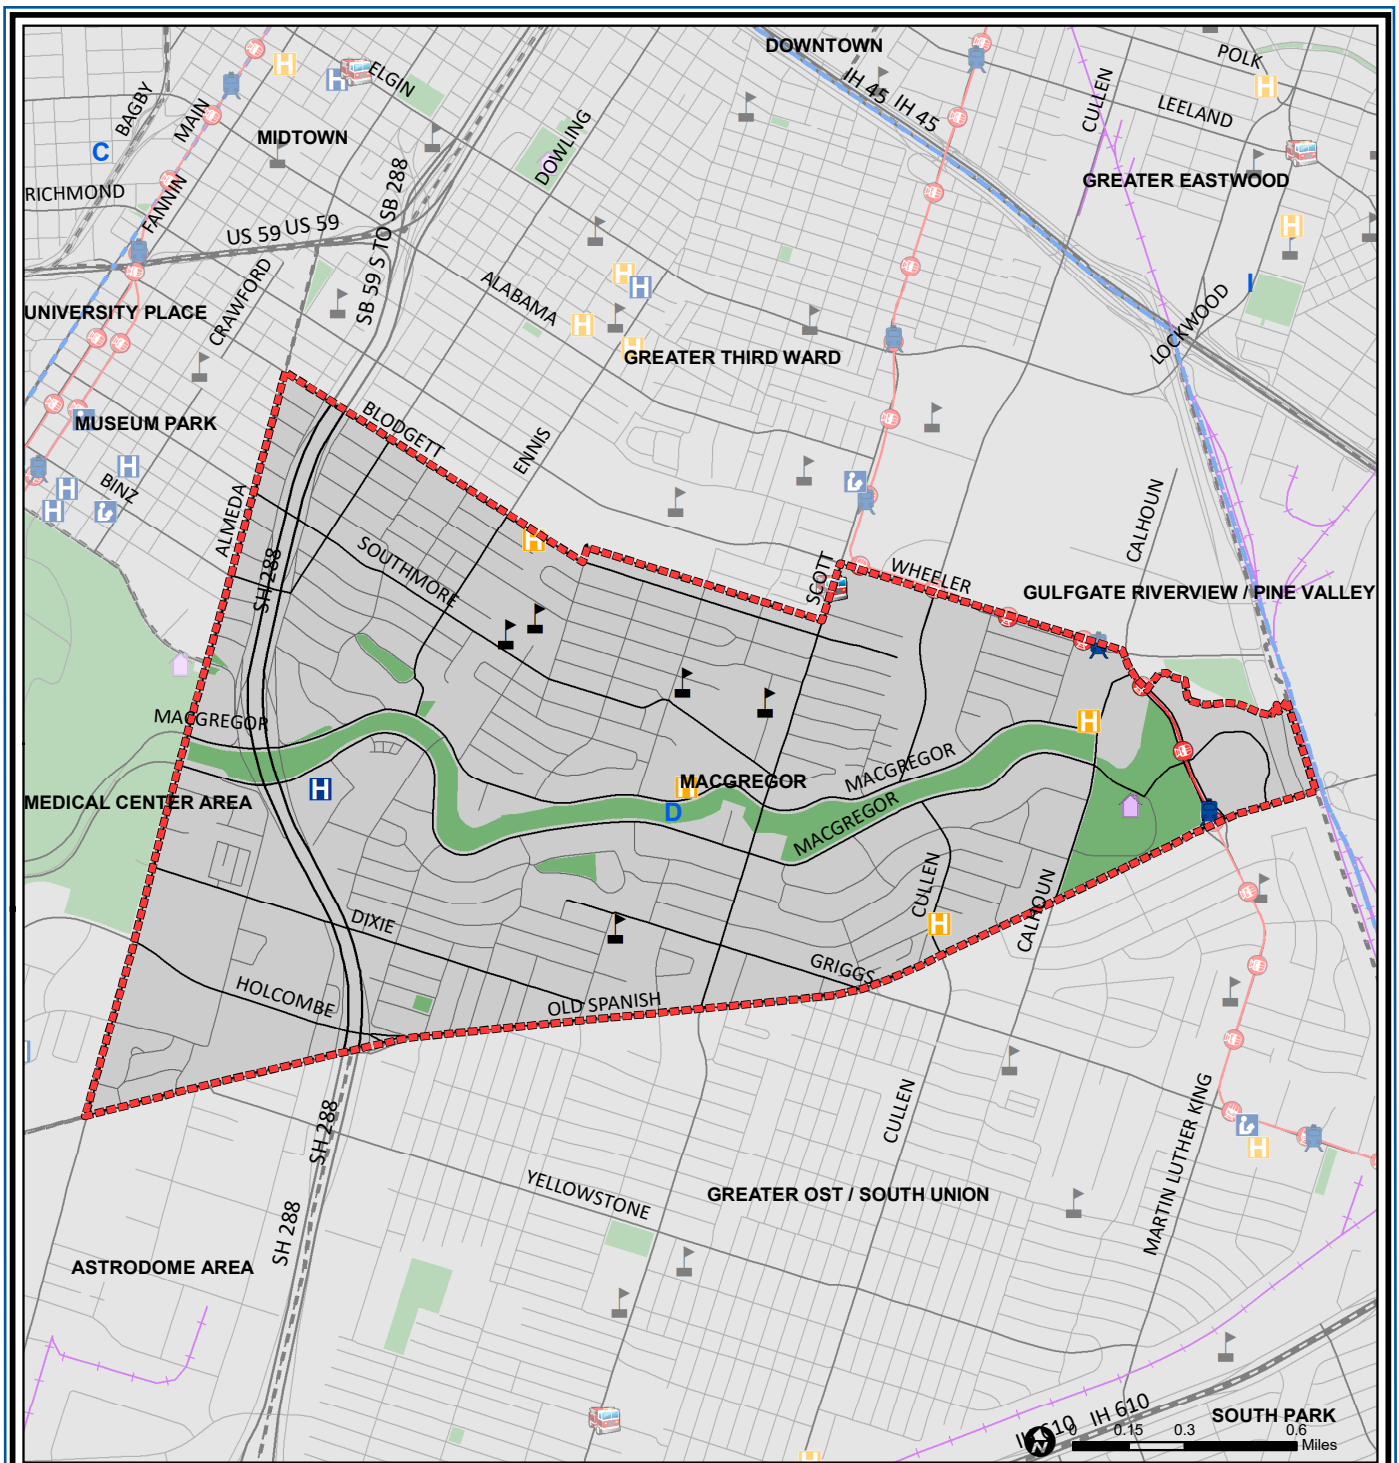 DOWNTOWN
POLK
H
H
ELGIN
IH 45
IH 45
CULLEN
H
LEELAND
BAGBY
MAIN
MIDTOWN
DOWLING
C
RICHMOND
FANNIN
GREATER EASTWOOD
US 59
US 59
SB 59 S TO SB 288
H
CRAWFORD
ALABAMA
H
H
I
UNIVERSITY PLACE
H
H
LOCKWOOD
GREATER THIRD WARD
MUSEUM PARK
BLODGETT
ENNIS
H
H
H
BINZ
ALMEDA
CALHOUN
H
SOUTHMORE
SH 288
SCOTT
WHEELER
GULFGATE RIVERVIEW / PINE VALLEY
MACGREGOR
H
H
H
MACGREGOR
MACGREGOR
MEDICAL CENTER AREA
D
MACGREGOR
CULLEN
H
CALHOUN
DIXIE
GRIGGS
HOLCOMBE
OLD SPANISH
SH 288
CULLEN
MARTIN LUTHER KING
H
YELLOWSTONE
GREATER OST / SOUTH UNION
SH 288
ASTRODOME AREA
IH 610
IH 610
SOUTH PARK
N
0
0.15
0.3
0.6
Miles
H